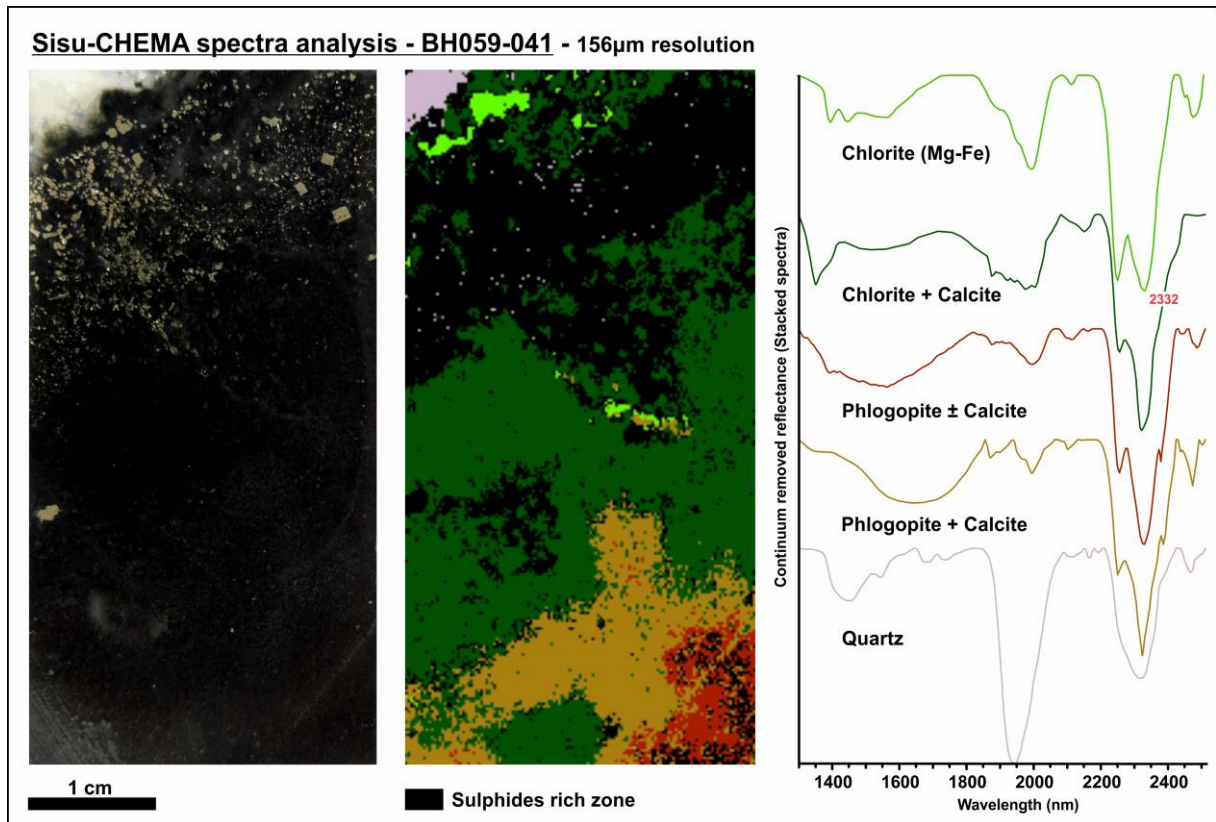 Sisu-CHEMA spectra analysis - BH059-041 - 156µm resolution
1 cm
Sulphides rich zone
Continuum removed reflectance (Stacked spectra)
Chlorite (Mg-Fe)
Chlorite + Calcite
2332
Phlogopite ± Calcite
Phlogopite + Calcite
Quartz
1400 1600 1800 2000 2200 2400
Wavelength (nm)